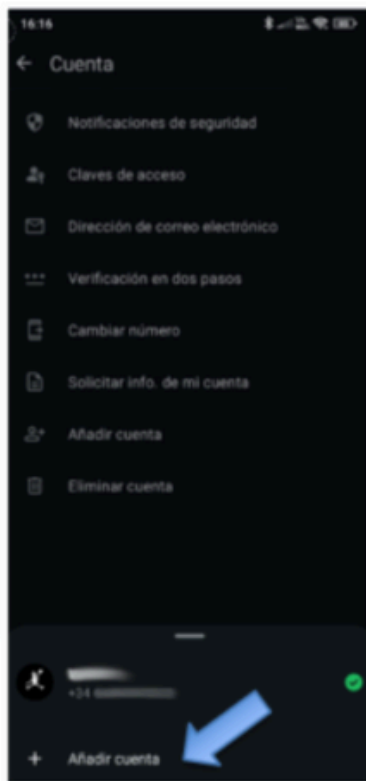 16:16
Cuenta
Notificaciones de seguridad
Claves de acceso
Dirección de correo electrónico
Verificación en dos pasos
Cambiar número
Solicitar info. de mi cuenta
Añadir cuenta
Eliminar cuenta
+34
Añadir cuenta